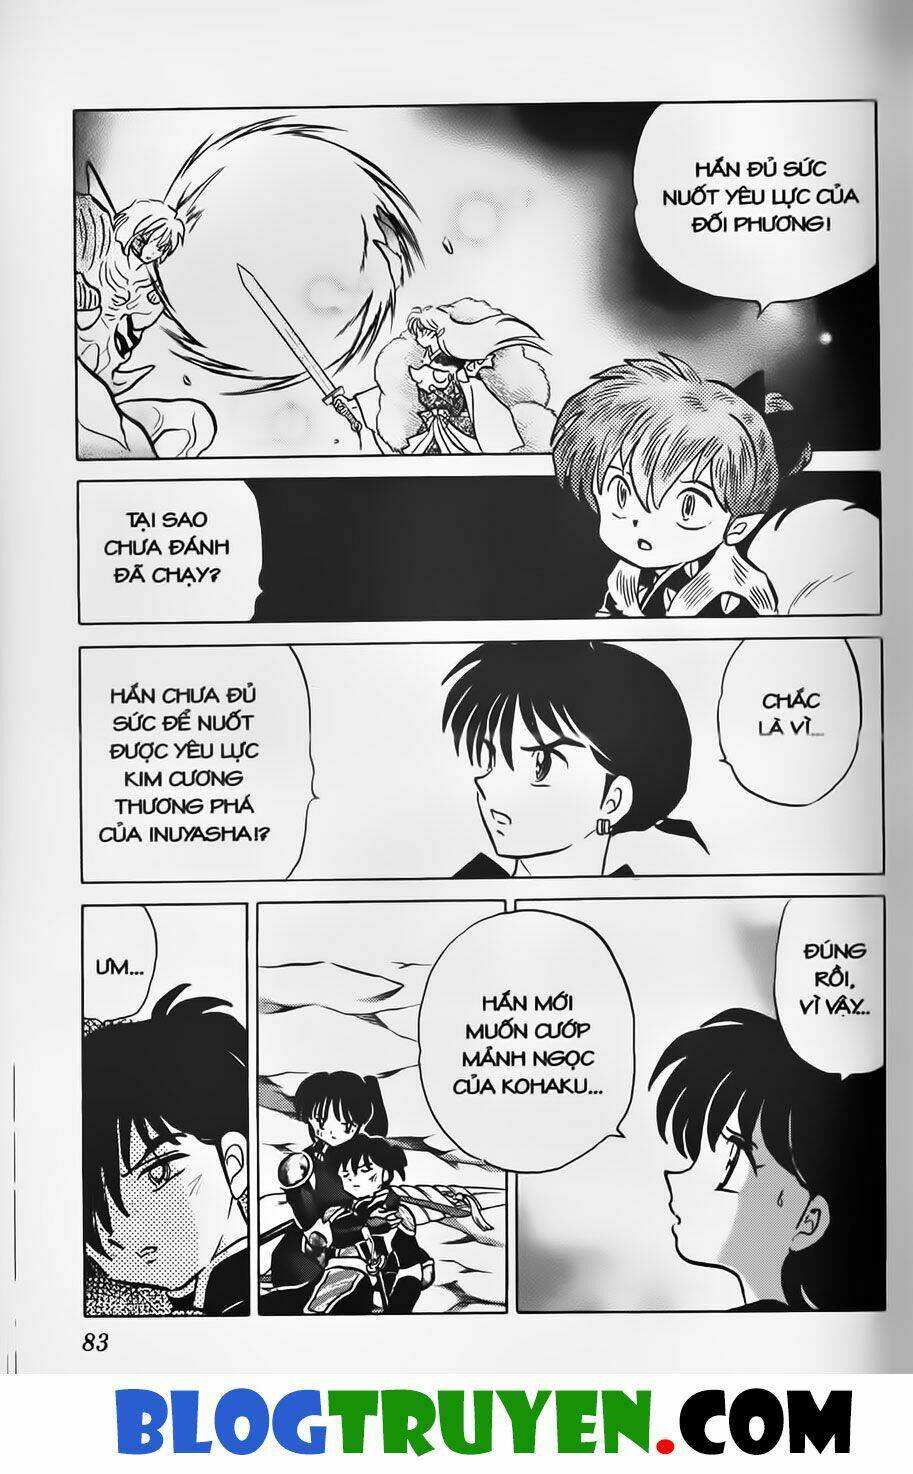 HẮN ĐỦ SỨC
NUỐT YÊU LỰC CỦA
ĐỐI PHƯƠNG!
TẠI SAO
CHƯA ĐÁNH
ĐÃ CHẠY?
CHẮC
LÀ VÌ....
HẮN CHƯA ĐỦ
SỨC ĐỂ NUỐT
ĐƯỢC YÊU LỰC
KIM CƯƠNG
THƯƠNG PHÁ
CỦA INUYASHA!?
ĐÚNG
RỒI,
VÌ VẬY...
HẮN MỚI
MUỐN CƯỚP
MẢNH NGỌC
CỦA KOHAKU...
ƯM...
83
BLOGTRUYEN.COM